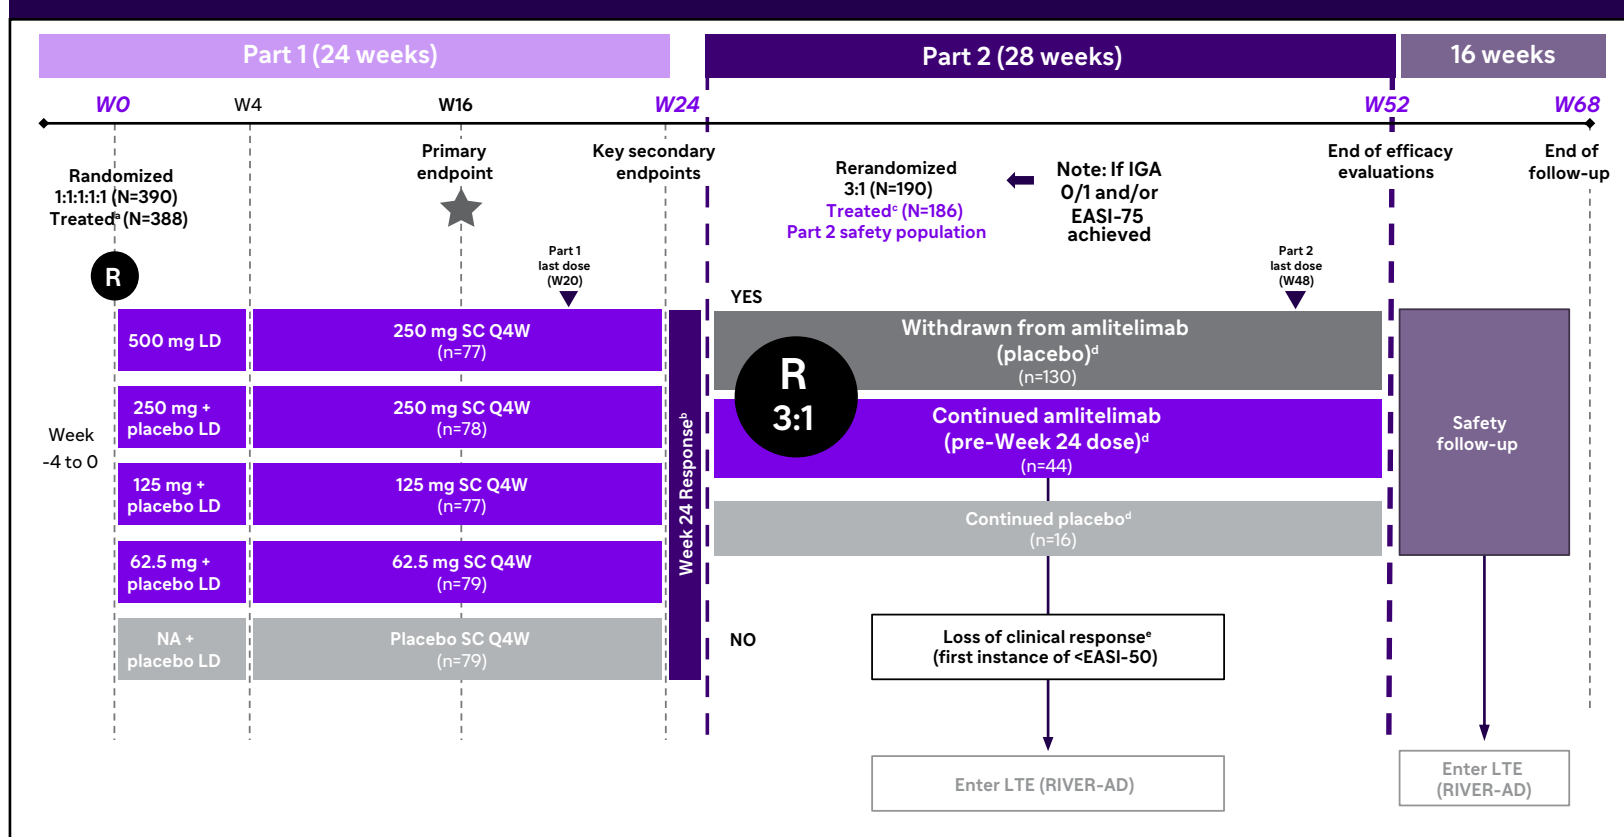 Part 1 (24 weeks)
Part 2 (28 weeks)
16 weeks
W0
W4
W16
W24
W52
W68
Randomized
1:1:1:1:1 (N=390)
Treatedᵃ (N=388)
Primary
endpoint
Key secondary
endpoints
Rerandomized
3:1 (N=190)
Treatedᶜ (N=186)
Part 2 safety population
Note: If IGA
0/1 and/or
EASI-75
achieved
End of efficacy
evaluations
End of
follow-up
Part 1
last dose
(W20)
Part 2
last dose
(W48)
R
YES
Week
-4 to 0
500 mg LD
250 mg SC Q4W
(n=77)
250 mg +
placebo LD
250 mg SC Q4W
(n=78)
125 mg +
placebo LD
125 mg SC Q4W
(n=77)
62.5 mg +
placebo LD
62.5 mg SC Q4W
(n=79)
NA +
placebo LD
Placebo SC Q4W
(n=79)
Week 24 Responseᵇ
R
3:1
Withdrawn from amlitelimab
(placebo)ᵈ
(n=130)
Continued amlitelimab
(pre-Week 24 dose)ᵈ
(n=44)
Continued placeboᵈ
(n=16)
Safety
follow-up
NO
Loss of clinical responseᵉ
(first instance of <EASI-50)
Enter LTE (RIVER-AD)
Enter LTE
(RIVER-AD)